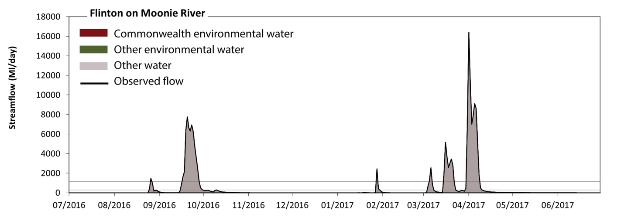 Flinton on Moonie River
Streamflow (Ml/day)
18000
16000
14000
12000
10000
8000
6000
4000
2000
0
Commonwealth environmental water
Other environmental water
Other water
Observed flow
07/2016 08/2016 09/2016 10/2016 11/2016 12/2016 01/2017 02/2017 03/2017 04/2017 05/2017 06/2017